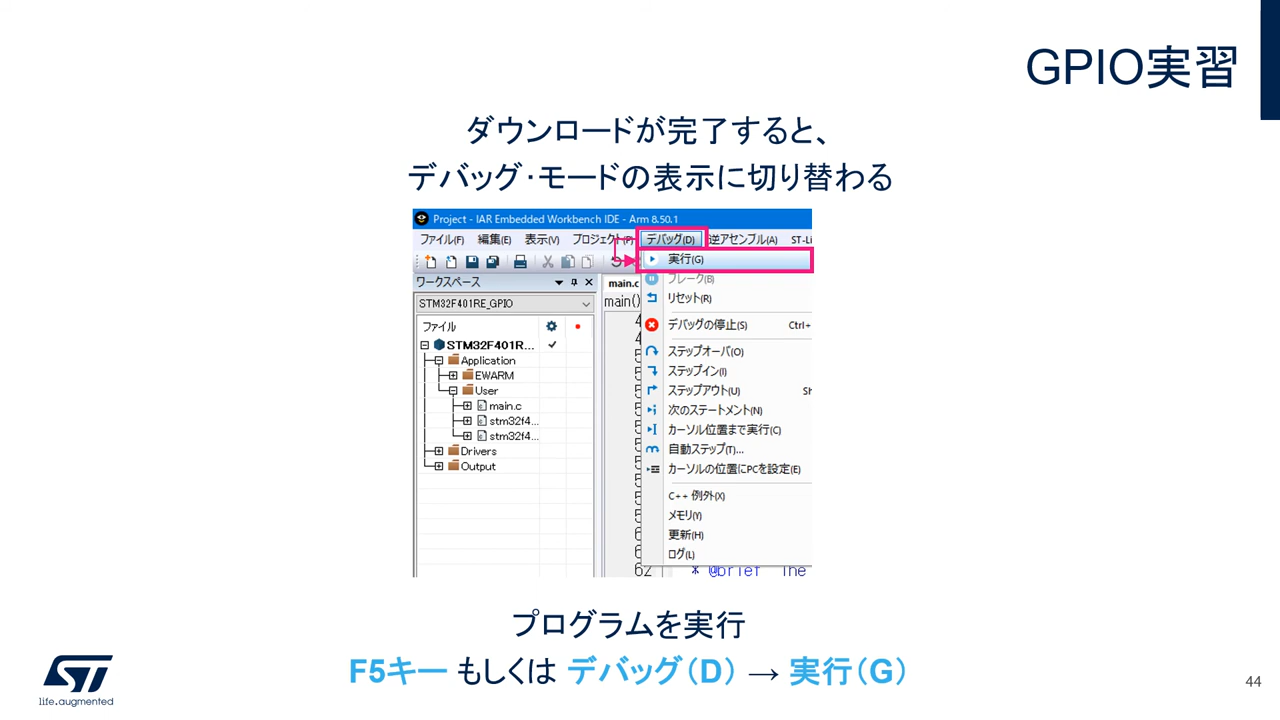 GPIO実習
ダウンロードが完了すると、
デバッグ・モードの表示に切り替わる
Project - IAR Embedded Workbench IDE - Arm 8.50.1
ファイル(F) 編集(E) 表示(V) プロジェクト(P) デバッグ(D) 逆アセンブル(A) ST-Li
ワークスペース
STM32F401RE_GPIO
ファイル
STM32F401R...
Application
EWARM
User
main.c
stm32f4...
stm32f4...
Drivers
Output
main.c
main()
実行(G)
ブレーク(B)
リセット(R)
デバッグの停止(S) Ctrl+
ステップオーバ(O)
ステップイン(I)
ステップアウト(U) Sh
次のステートメント(N)
カーソル位置まで実行(C)
自動ステップ(T)...
カーソルの位置にPCを設定(E)
C++ 例外(X)
メモリ(Y)
更新(H)
ログ(L)
62 * @brief The
プログラムを実行
F5キー もしくは デバッグ(D) → 実行(G)
ST
life.augmented
44